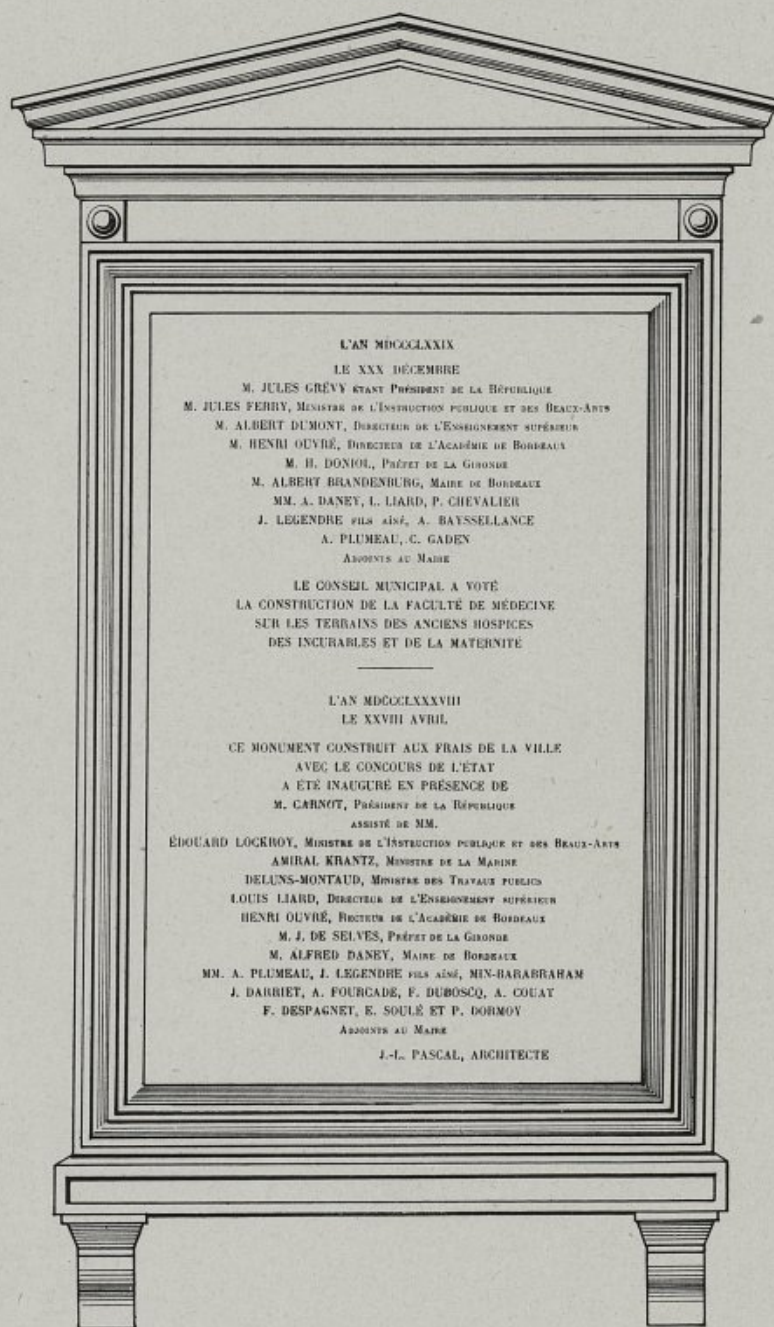 L'AN MDCCCLXXIX
LE XXX DÉCEMBRE
M. JULES GRÉVY ÉTANT PRÉSIDENT DE LA RÉPUBLIQUE
M. JULES FERRY, MINISTRE DE L'INSTRUCTION PUBLIQUE ET DES BEAUX-ARTS
M. ALBERT DUMONT, DIRECTEUR DE L'ENSEIGNEMENT SUPÉRIEUR
M. HENRI OUVRÉ, DIRECTEUR DE L'ACADÉMIE DE BORDEAUX
M. H. DONIOL, PRÉFET DE LA GIRONDE
M. ALBERT BRANDENBURG, MAIRE DE BORDEAUX
MM. A. DANEY, L. LIARD, P. CHEVALIER
J. LEGENDRE FILS AÎNÉ, A. BAYSSELLANCE
A. PLUMEAU, C. GADEN
ADJOINTS AU MAIRE
LE CONSEIL MUNICIPAL A VOTÉ
LA CONSTRUCTION DE LA FACULTÉ DE MÉDECINE
SUR LES TERRAINS DES ANCIENS HOSPICES
DES INCURABLES ET DE LA MATERNITÉ
L'AN MDCCCLXXXVIII
LE XXVIII AVRIL
CE MONUMENT CONSTRUIT AUX FRAIS DE LA VILLE
AVEC LE CONCOURS DE L'ÉTAT
A ÉTÉ INAUGURÉ EN PRÉSENCE DE
M. CARNOT, PRÉSIDENT DE LA RÉPUBLIQUE
ASSISTÉ DE MM.
ÉDOUARD LOCKROY, MINISTRE DE L'INSTRUCTION PUBLIQUE ET DES BEAUX-ARTS
AMIRAL KRANTZ, MINISTRE DE LA MARINE
DELUNS-MONTAUD, MINISTRE DES TRAVAUX PUBLICS
LOUIS LIARD, DIRECTEUR DE L'ENSEIGNEMENT SUPÉRIEUR
HENRI OUVRÉ, RECTEUR DE L'ACADÉMIE DE BORDEAUX
M. J. DE SELVES, PRÉFET DE LA GIRONDE
M. ALFRED DANEY, MAIRE DE BORDEAUX
MM. A. PLUMEAU, J. LEGENDRE FILS AÎNÉ, MIN-BARABRAHAM
J. DARRIET, A. FOURCADE, F. DUBOSCQ, A. COUAT
F. DESPAGNET, E. SOULÉ ET P. DORMOY
ADJOINTS AU MAIRE
J.-L. PASCAL, ARCHITECTE